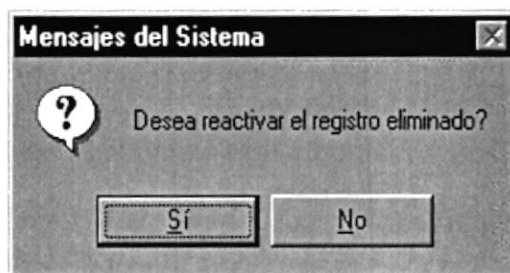 Mensajes del Sistema
Desea reactivar el registro eliminado?
Sí
No